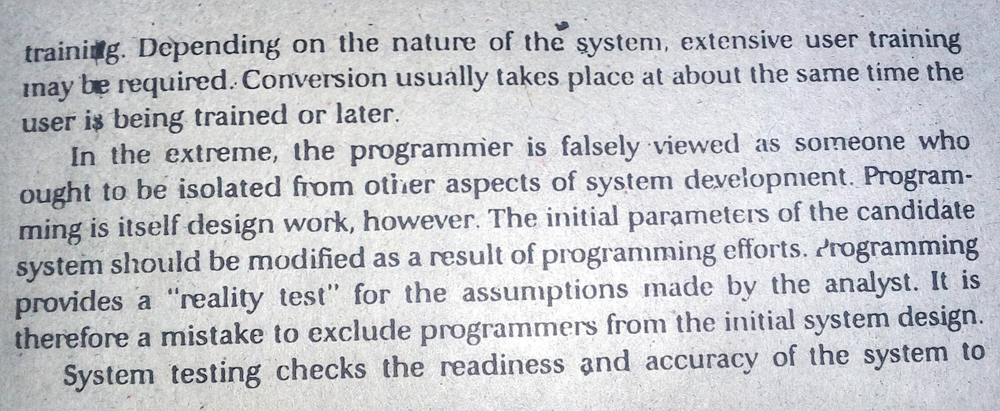 training. Depending on the nature of the system, extensive user training
may be required. Conversion usually takes place at about the same time the
user is being trained or later.
In the extreme, the programmer is falsely viewed as someone who
ought to be isolated from other aspects of system development. Program-
ming is itself design work, however. The initial parameters of the candidate
system should be modified as a result of programming efforts. Programming
provides a "reality test" for the assumptions made by the analyst. It is
therefore a mistake to exclude programmers from the initial system design.
System testing checks the readiness and accuracy of the system to